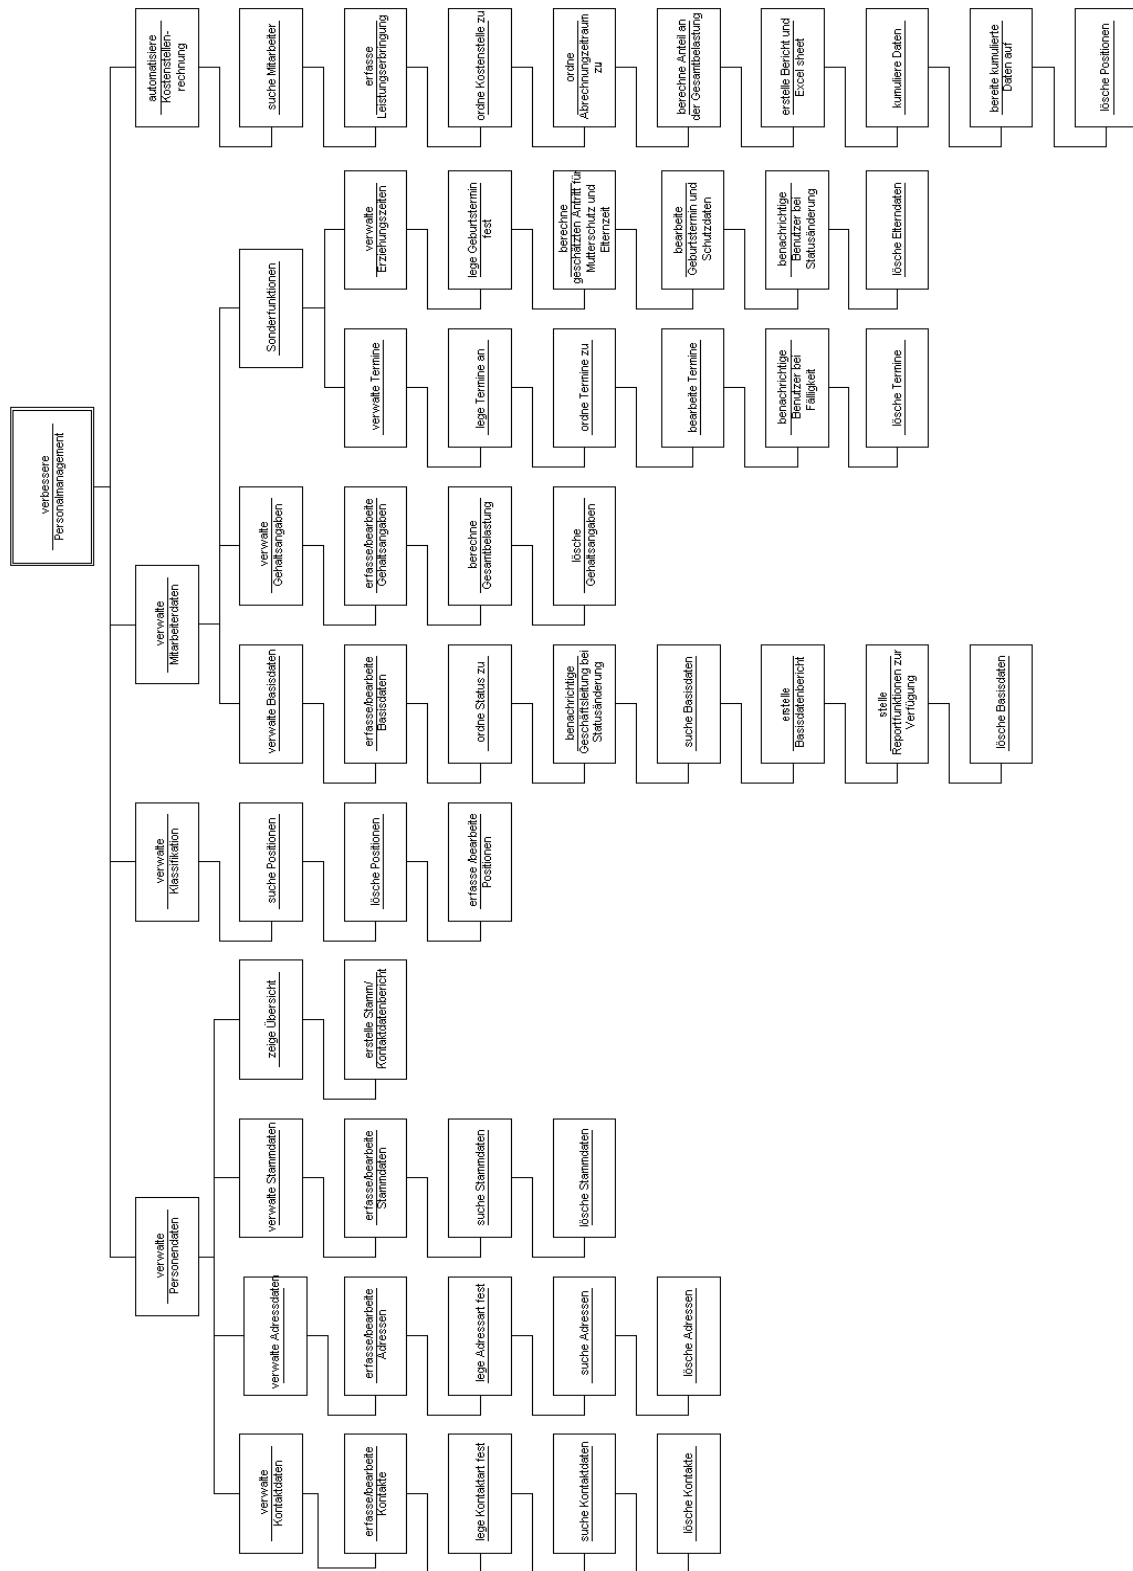 verbessere
Personalmanagement
verwalte
Personendaten
verwalte
Klassifikation
verwalte
Mitarbeiterdaten
automatisiere
Kostenstellen-
rechnung
verwalte
Kontaktdaten
verwalte Adressdaten
verwalte Stammdaten
zeige Übersicht
suche Positionen
verwalte Basisdaten
verwalte
Gehaltsangaben
Sonderfunktionen
suche Mitarbeiter
erfasse/bearbeite
Kontakte
erfasse/bearbeite
Adressen
erfasse/bearbeite
Stammdaten
erstelle Stamm/
Kontaktdatenbericht
lösche Positionen
erfasse/bearbeite
Basisdaten
erfasse/bearbeite
Gehaltsangaben
verwalte Termine
verwalte
Erziehungszeiten
erfasse
Leistungserbringung
lege Kontaktart fest
lege Adressart fest
suche Stammdaten
erfasse /bearbeite
Positionen
ordne Status zu
berechne
Gesamtbelastung
lege Termine an
lege Geburtstermin
fest
ordne Kostenstelle zu
suche Kontaktdaten
suche Adressen
lösche Stammdaten
benachrichtige
Geschäftsleitung bei
Statusänderung
lösche
Gehaltsangaben
ordne Termine zu
berechne
geschätzten Antritt für
Mutterschutz und
Elternzeit
ordne
Abrechnungzeitraum
zu
lösche Kontakte
lösche Adressen
suche Basisdaten
bearbeite Termine
bearbeite
Geburtstermin und
Schutzdaten
berechne Anteil an
der Gesamtbelastung
erstelle
Basisdatenbericht
benachrichtige
Benutzer bei
Fälligkeit
benachrichtige
Benutzer bei
Statusänderung
erstelle Bericht und
Excel sheet
stelle
Reportfunktionen zur
Verfügung
lösche Termine
lösche Elterndaten
kumuliere Daten
lösche Basisdaten
bereite kumulierte
Daten auf
lösche Positionen